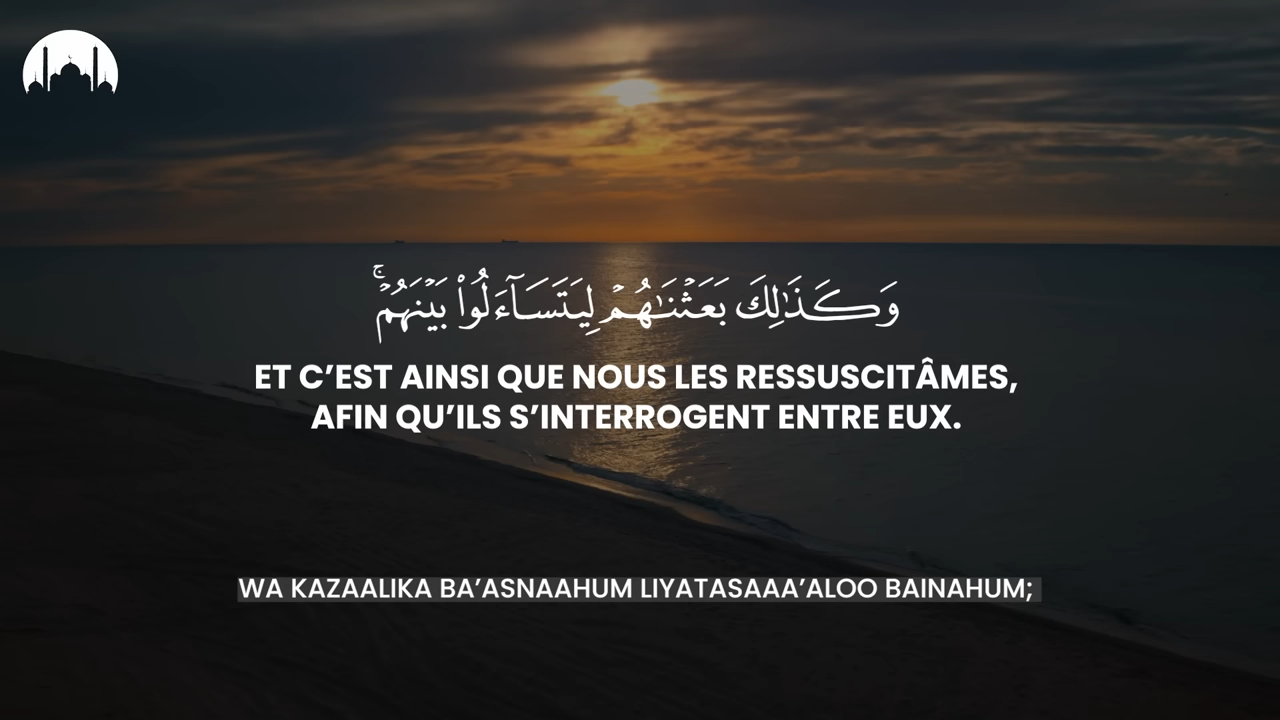 وَكَذَٰلِكَ بَعَثْنَـٰهُمْ لِيَتَسَآءَلُوا۟ بَيْنَهُمْ ۚ
ET C’EST AINSI QUE NOUS LES RESSUSCITÂMES,
AFIN QU’ILS S’INTERROGENT ENTRE EUX.
WA KAZAALIKA BA’ASNAAHUM LIYATASAAA’ALOO BAINAHUM;